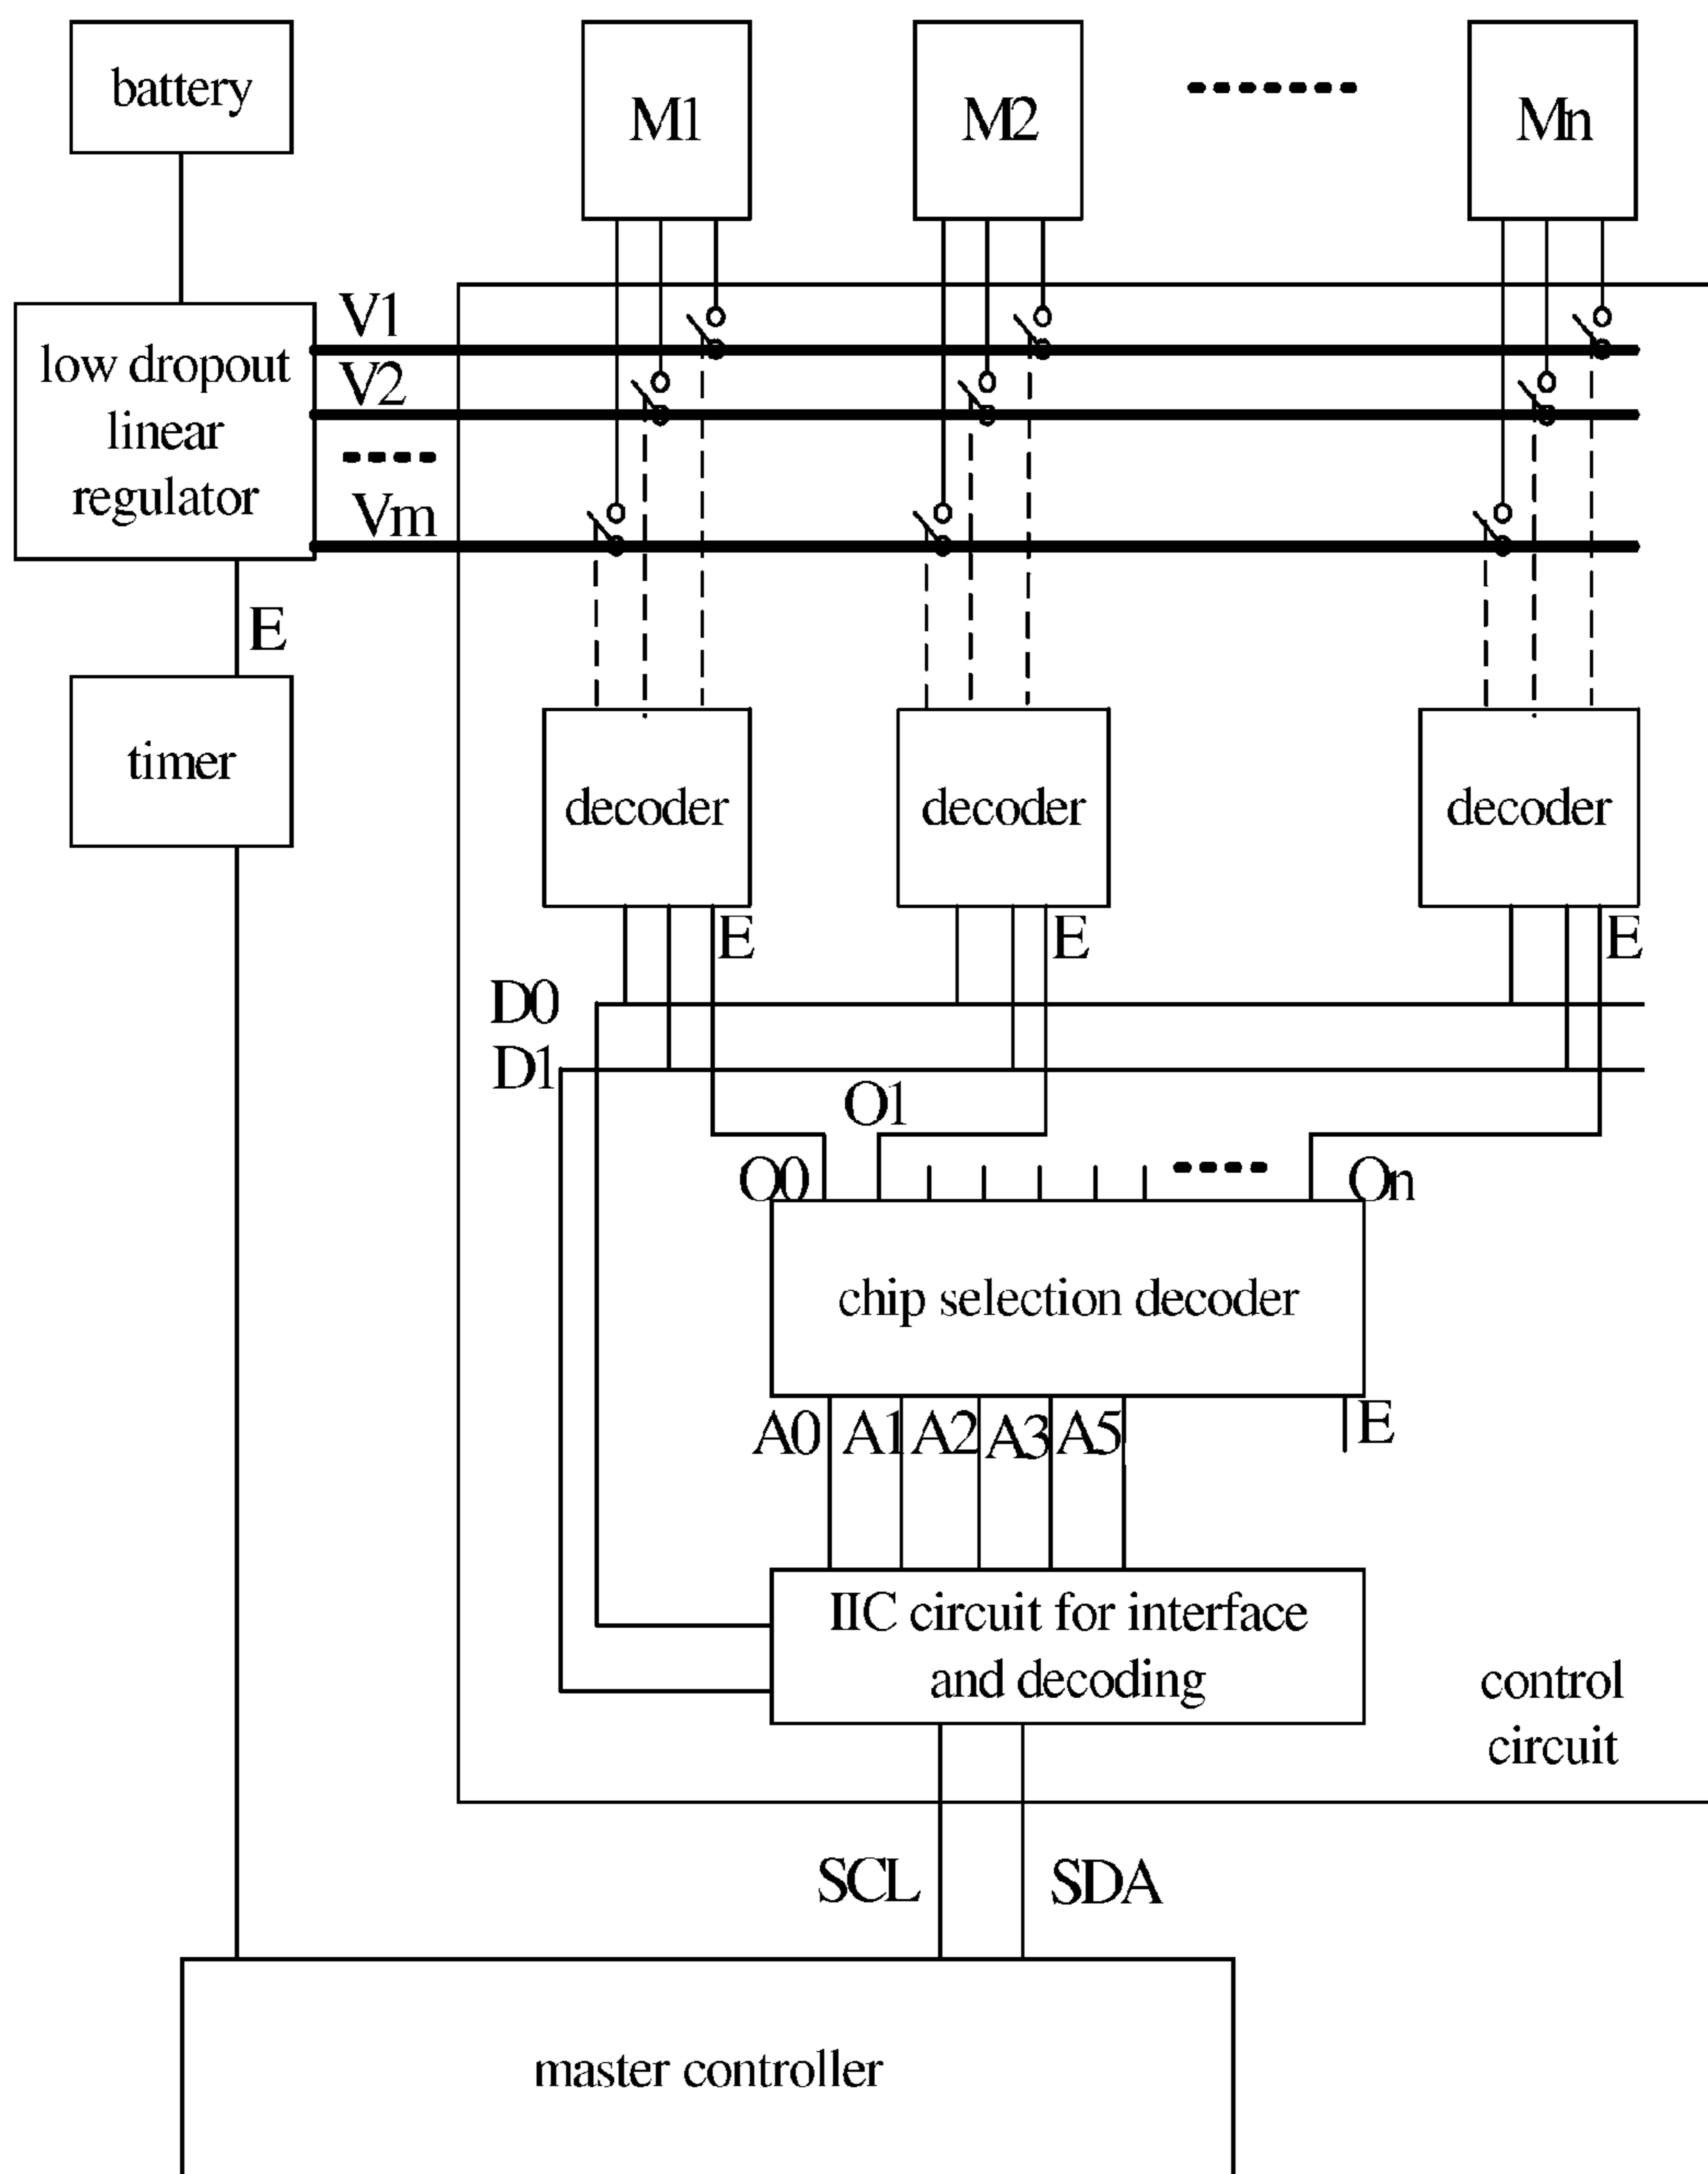 battery
M1
M2
Mn
V1
low dropout
linear
regulator
V2
Vm
E
timer
decoder
decoder
decoder
E
E
E
D0
D1
O1
O0
On
chip selection decoder
A0
A1
A2
A3
A5
E
IIC circuit for interface
and decoding
control
circuit
SCL
SDA
master controller